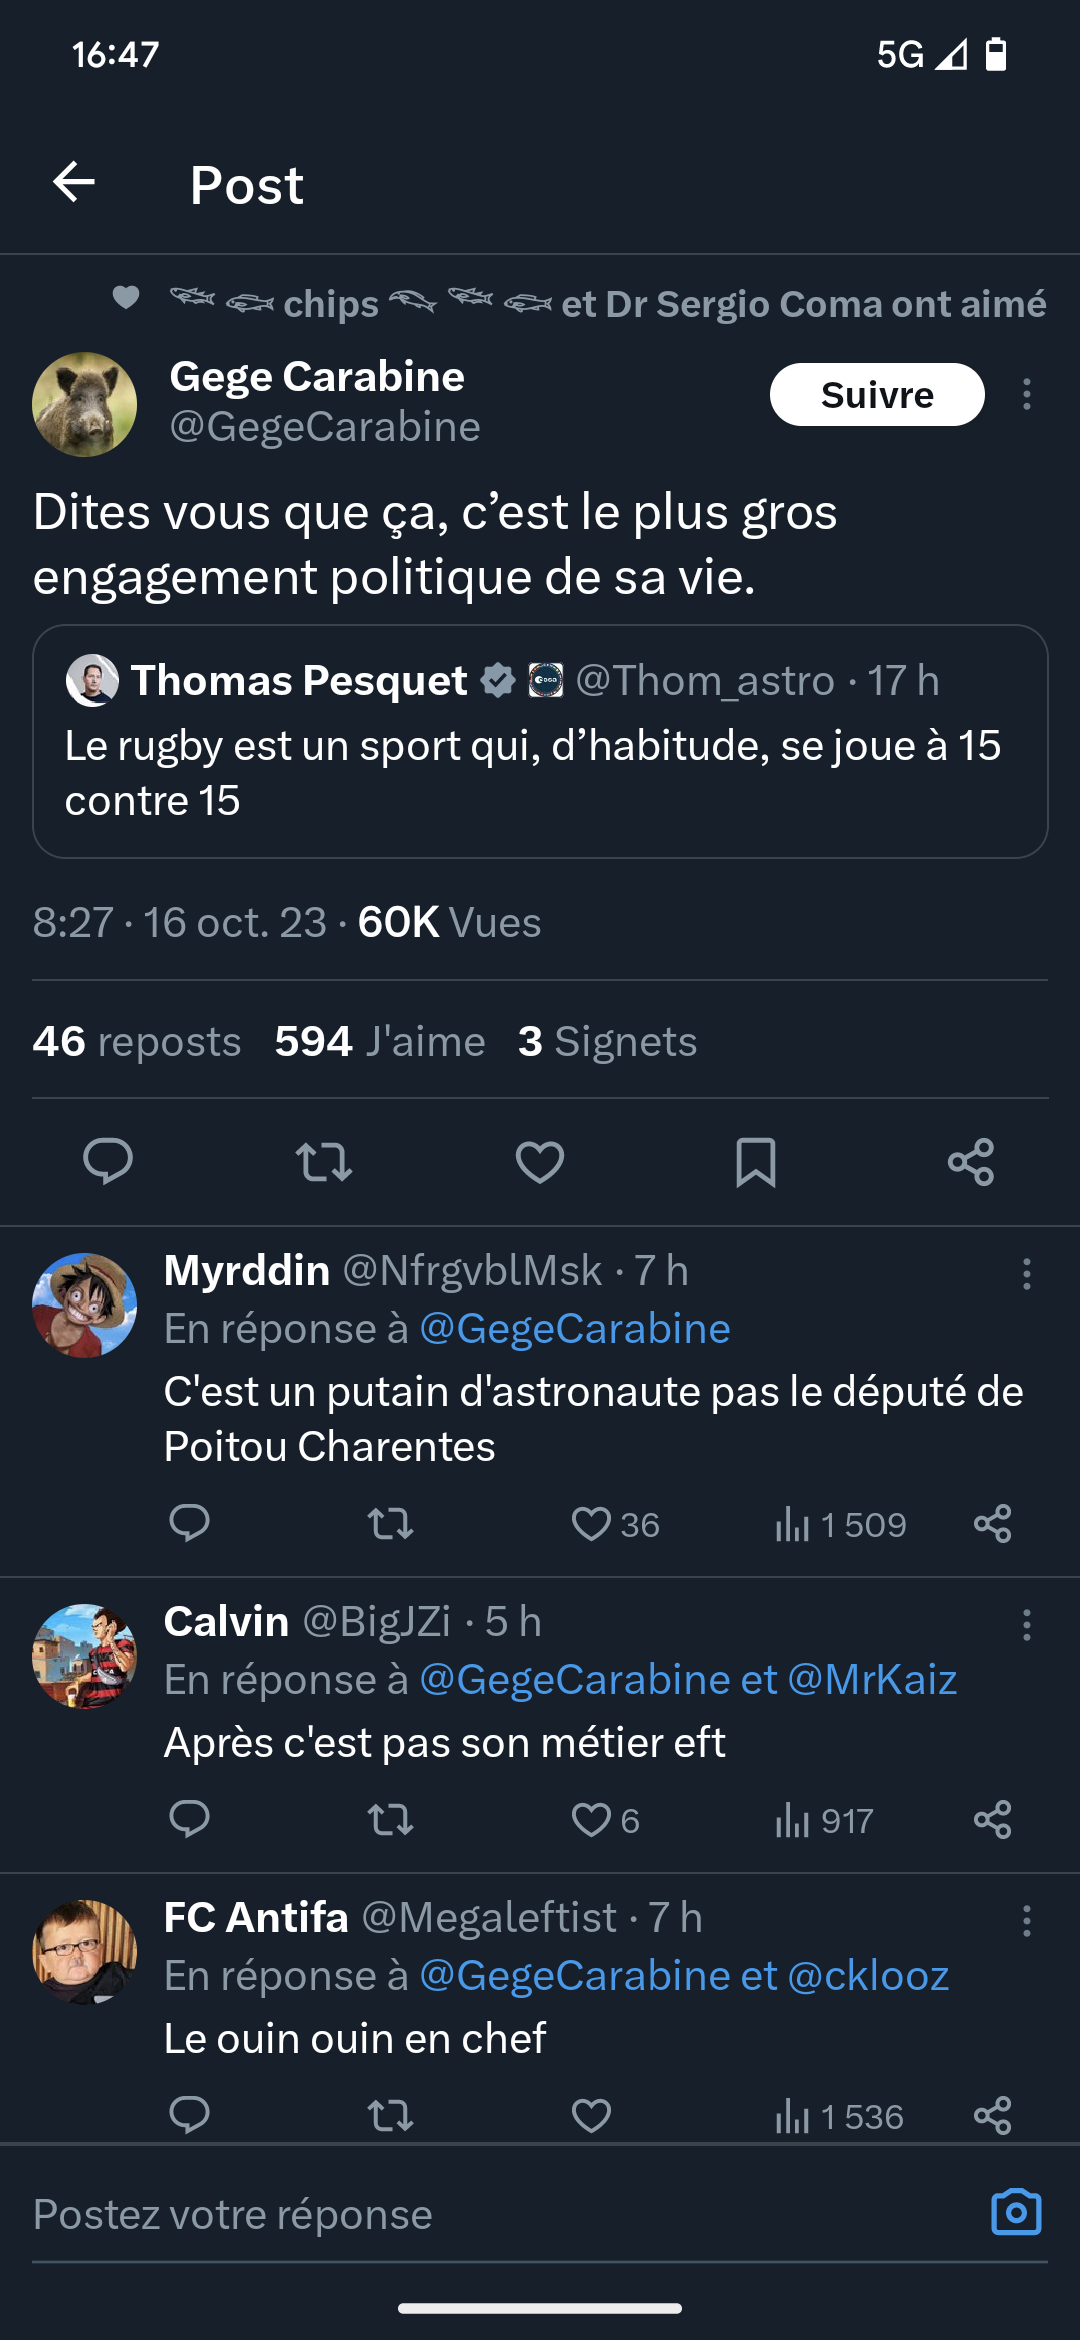 16:47
5G
Post
chips et Dr Sergio Coma ont aimé
Gege Carabine
@GegeCarabine
Suivre
Dites vous que ça, c’est le plus gros
engagement politique de sa vie.
Thomas Pesquet @Thom_astro · 17 h
Le rugby est un sport qui, d’habitude, se joue à 15
contre 15
8:27 · 16 oct. 23 · 60K Vues
46 reposts 594 J'aime 3 Signets
Myrddin @NfrgvblMsk · 7 h
En réponse à @GegeCarabine
C'est un putain d'astronaute pas le député de
Poitou Charentes
36 1 509
Calvin @BigJZi · 5 h
En réponse à @GegeCarabine et @MrKaiz
Après c'est pas son métier eft
6 917
FC Antifa @Megaleftist · 7 h
En réponse à @GegeCarabine et @cklooz
Le ouin ouin en chef
1 536
Postez votre réponse